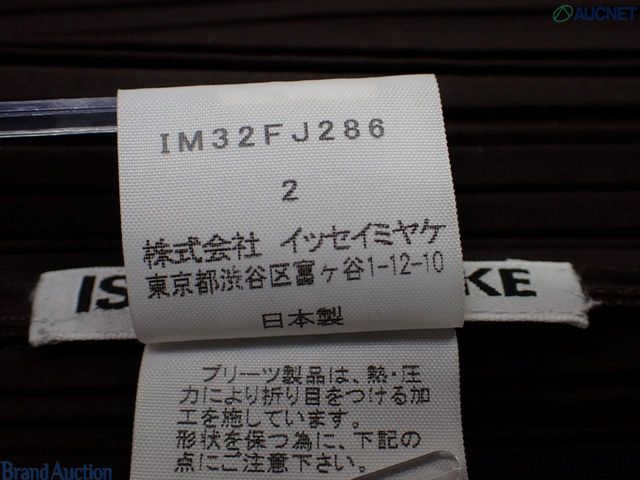 AUCNET
IM32FJ286
2
株式会社 イッセイミヤケ
東京都渋谷区富ヶ谷1-12-10
IS KE
日本製
プリーツ製品は、熱・圧
力により折り目をつける加
工を施しています。
形状を保つ為に、下記の
点にご注意下さい。
Brand Auction